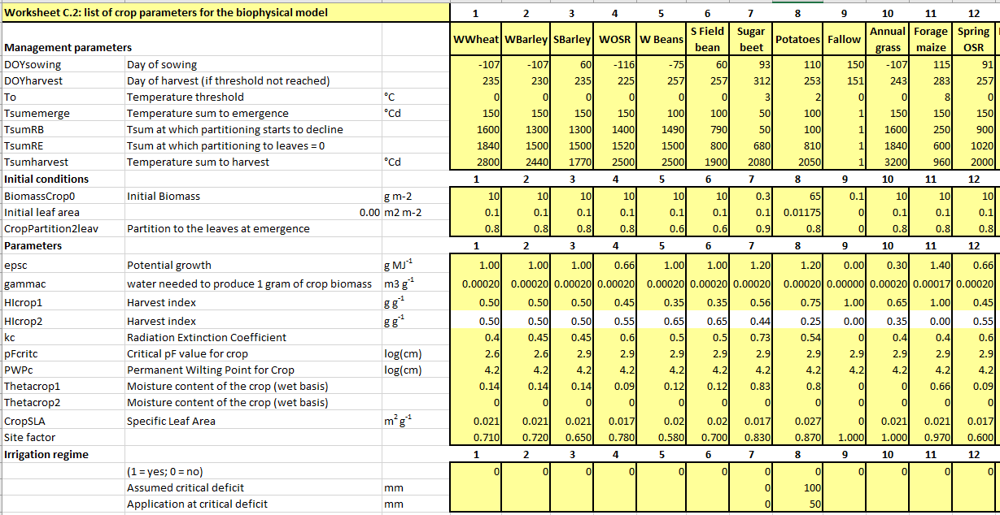 Worksheet C.2: list of crop parameters for the biophysical model 1 2 3 4 5 6 7 8 9 10 11 12
Management parameters WWheat WBarley SBarley WOSR W Beans S Field bean Sugar beet Potatoes Fallow Annual grass Forage maize Spring OSR
DOYsowing Day of sowing -107 -107 60 -116 -75 60 93 110 150 -107 115 91
DOYharvest Day of harvest (if threshold not reached) 235 230 235 225 257 257 312 253 151 243 283 257
To Temperature threshold °C 0 0 0 0 0 0 3 2 0 0 8 0
Tsumemerge Temperature sum to emergence °Cd 150 150 150 150 100 100 50 100 1 150 150 150
TsumRB Tsum at which partitioning starts to decline 1600 1300 1300 1400 1490 790 50 100 1 1600 250 900
TsumRE Tsum at which partitioning to leaves = 0 1840 1500 1500 1520 1500 800 680 810 1 1840 600 1020
Tsumharvest Temperature sum to harvest °Cd 2800 2440 1770 2500 2500 1900 2080 2050 1 3200 960 2000
Initial conditions 1 2 3 4 5 6 7 8 9 10 11 12
BiomassCrop0 Initial Biomass g m-2 10 10 10 10 10 10 0.3 65 0.1 10 10 10
Initial leaf area 0.00 m2 m-2 0.1 0.1 0.1 0.1 0.1 0.1 0.1 0.01175 0 0.1 0.1 0.1
CropPartition2leav Partition to the leaves at emergence 0.8 0.8 0.8 0.8 0.6 0.6 0.9 0.8 0 0.8 0.8 0.8
Parameters 1 2 3 4 5 6 7 8 9 10 11 12
epsc Potential growth g MJ⁻¹ 1.00 1.00 1.00 0.66 1.00 1.00 1.20 1.20 0.00 0.30 1.40 0.66
gammac water needed to produce 1 gram of crop biomass m3 g⁻¹ 0.00020 0.00020 0.00020 0.00020 0.00020 0.00020 0.00020 0.00020 0.00000 0.00020 0.00017 0.00020
HIcrop1 Harvest index g g⁻¹ 0.50 0.50 0.50 0.45 0.35 0.35 0.56 0.75 1.00 0.65 1.00 0.45
HIcrop2 Harvest index g g⁻¹ 0.50 0.50 0.50 0.55 0.65 0.65 0.44 0.25 0.00 0.35 0.00 0.55
kc Radiation Extinction Coefficient 0.4 0.45 0.45 0.6 0.5 0.5 0.73 0.54 0 0.4 0.4 0.6
pFcritc Critical pF value for crop log(cm) 2.6 2.6 2.9 2.9 2.9 2.9 2.9 2.9 2.9 2.9 2.9 2.9
PWPc Permanent Wilting Point for Crop log(cm) 4.2 4.2 4.2 4.2 4.2 4.2 4.2 4.2 4.2 4.2 4.2 4.2
Thetacrop1 Moisture content of the crop (wet basis) 0.14 0.14 0.14 0.09 0.12 0.12 0.83 0.8 0 0 0.66 0.09
Thetacrop2 Moisture content of the crop (wet basis) 0 0 0 0 0 0 0 0 0 0 0 0
CropSLA Specific Leaf Area m² g⁻¹ 0.021 0.021 0.021 0.017 0.02 0.02 0.017 0.027 0 0.021 0.021 0.017
Site factor 0.710 0.720 0.650 0.780 0.580 0.700 0.830 0.870 1.000 1.000 0.970 0.600
Irrigation regime 1 2 3 4 5 6 7 8 9 10 11 12
(1 = yes; 0 = no) 0 0 0 0 0 0 0 0 0 0 0 0
Assumed critical deficit mm 0 100
Application at critical deficit mm 0 50